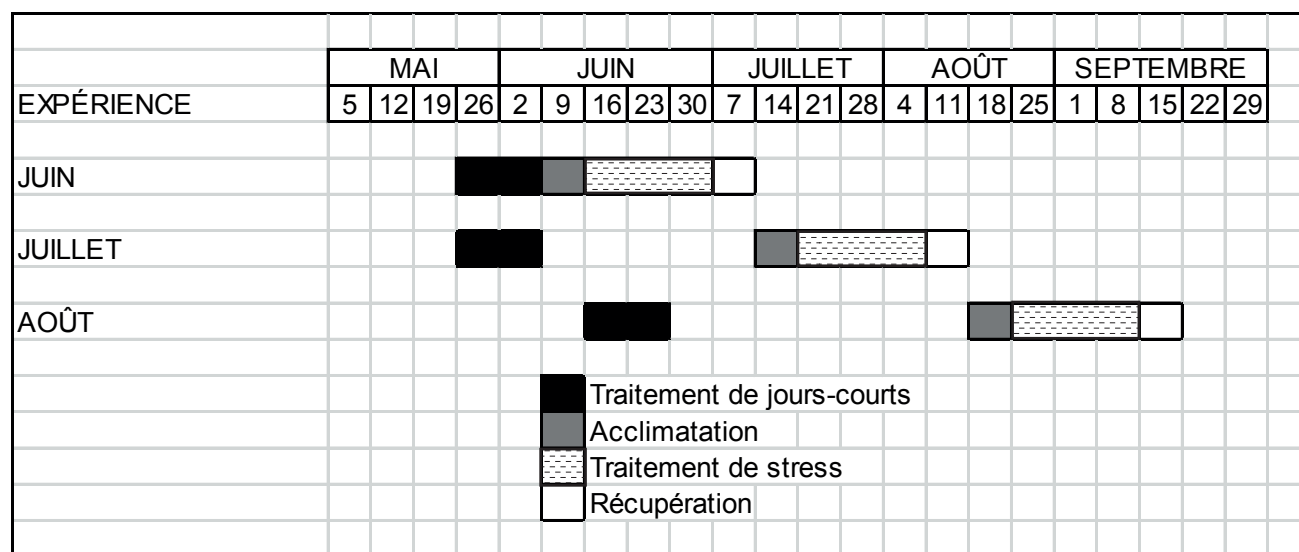 MAI JUIN JUILLET AOÛT SEPTEMBRE
EXPÉRIENCE 5 12 19 26 2 9 16 23 30 7 14 21 28 4 11 18 25 1 8 15 22 29
JUIN
JUILLET
AOÛT
Traitement de jours-courts
Acclimatation
Traitement de stress
Récupération